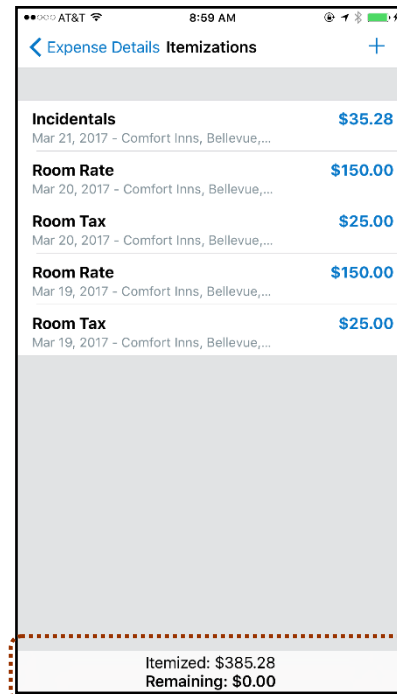 AT&T 8:59 AM
Expense Details Itemizations +
Incidentals $35.28
Mar 21, 2017 - Comfort Inns, Bellevue,...
Room Rate $150.00
Mar 20, 2017 - Comfort Inns, Bellevue,...
Room Tax $25.00
Mar 20, 2017 - Comfort Inns, Bellevue,...
Room Rate $150.00
Mar 19, 2017 - Comfort Inns, Bellevue,...
Room Tax $25.00
Mar 19, 2017 - Comfort Inns, Bellevue,...
Itemized: $385.28
Remaining: $0.00